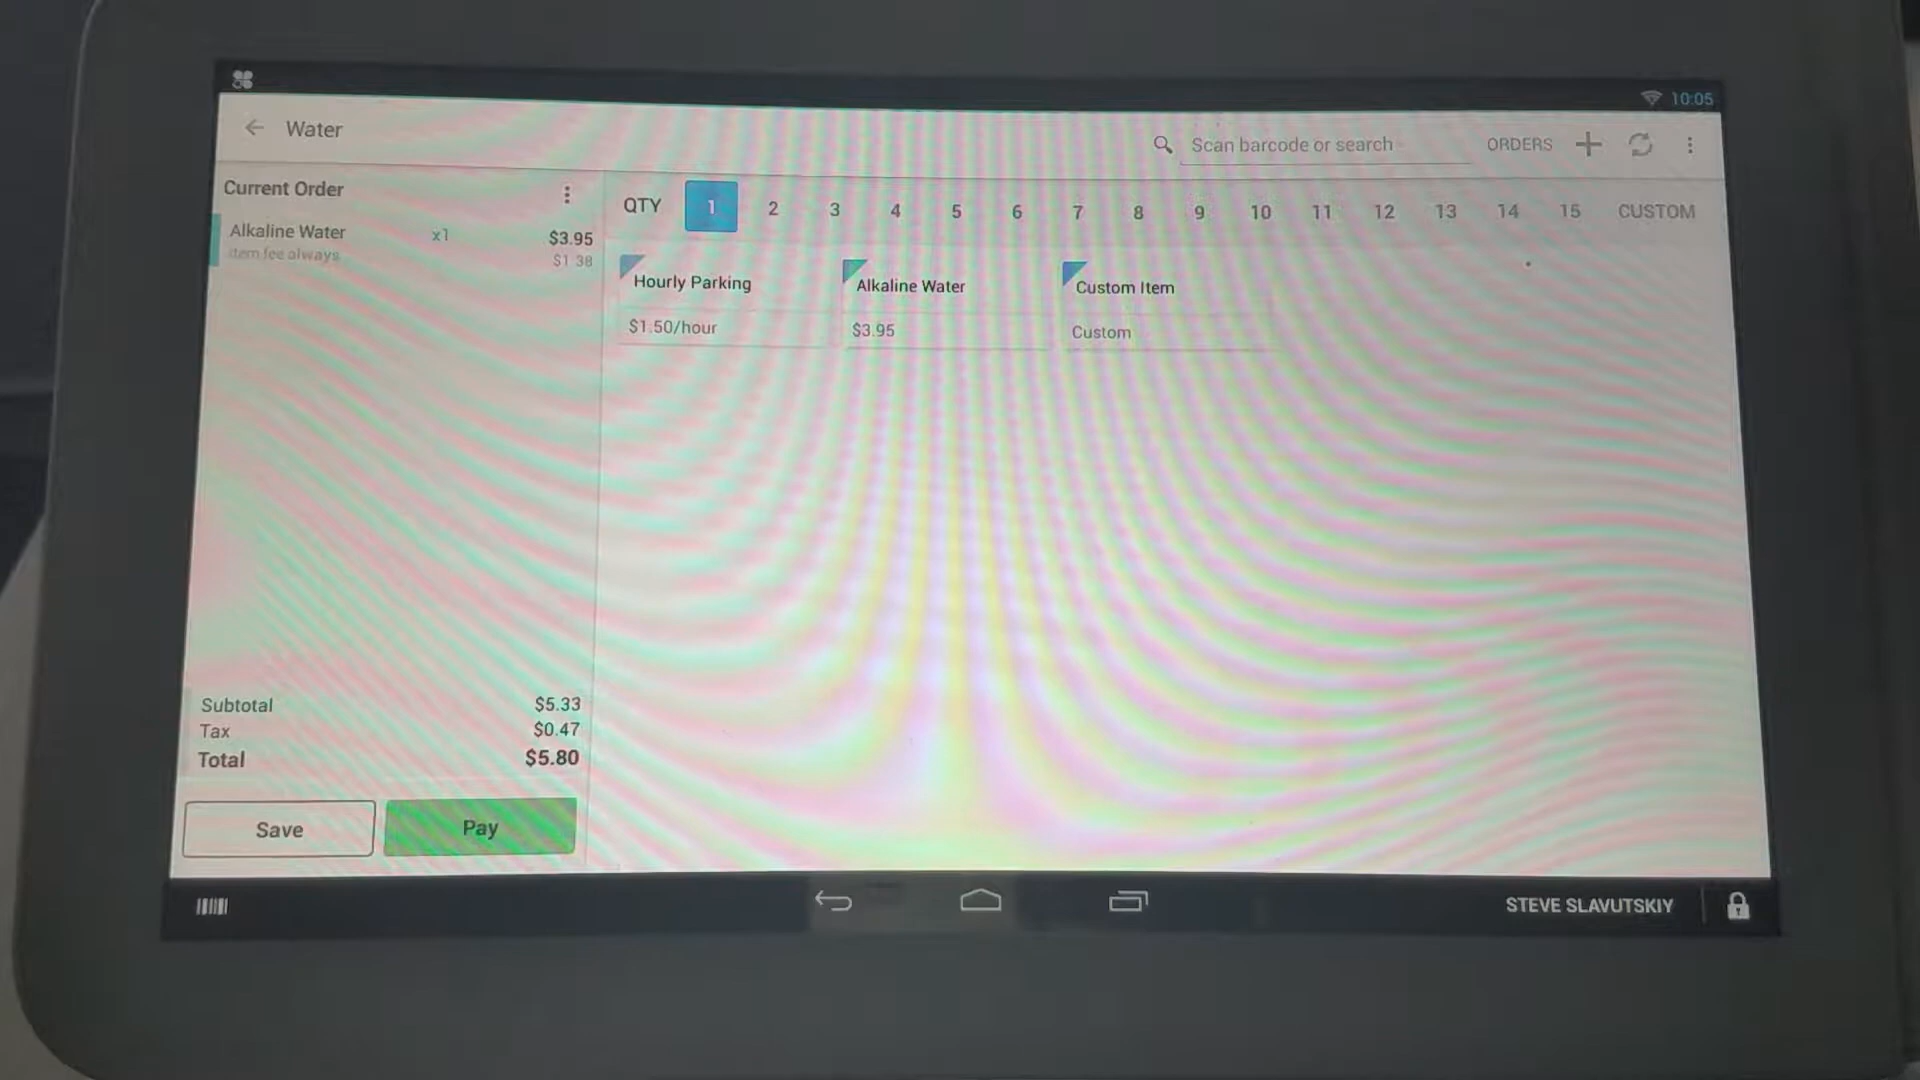 10:05
Water
Scan barcode or search
ORDERS
Current Order
Alkaline Water x1 $3.95
item fee always $1.38
QTY 1 2 3 4 5 6 7 8 9 10 11 12 13 14 15 CUSTOM
Hourly Parking
$1.50/hour
Alkaline Water
$3.95
Custom Item
Custom
Subtotal $5.33
Tax $0.47
Total $5.80
Save
Pay
STEVE SLAVUTSKIY